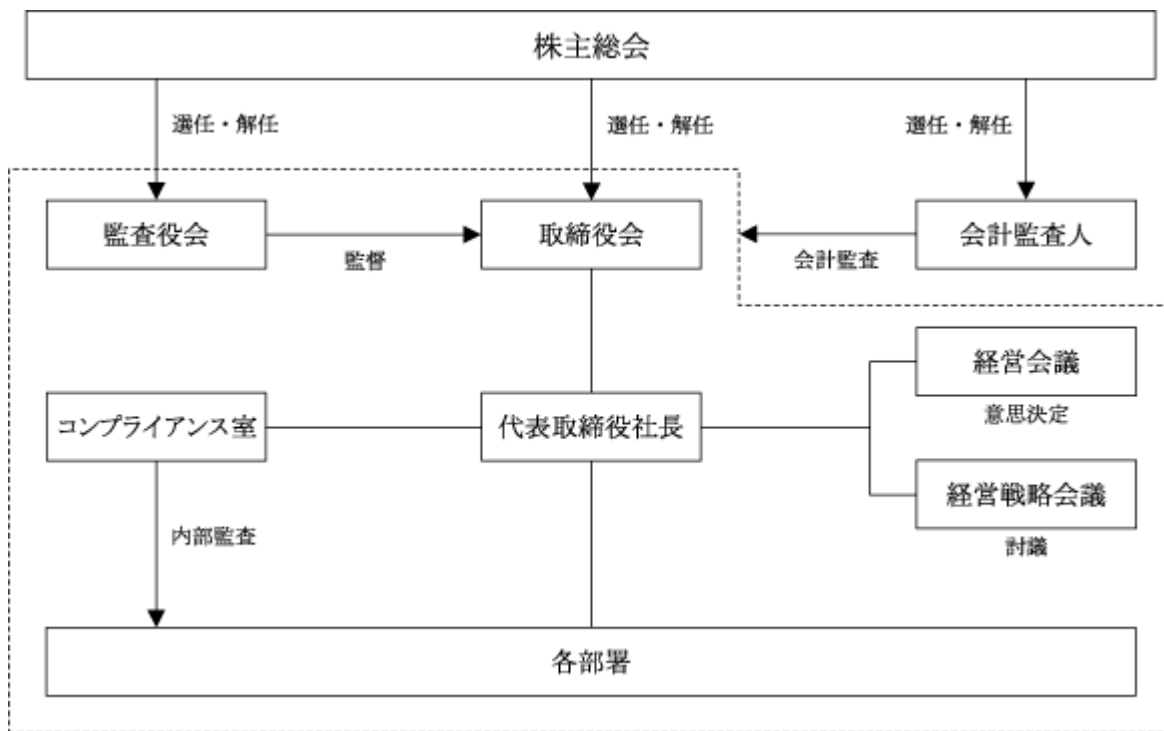 株主総会
選任・解任
選任・解任
選任・解任
監査役会
監督
取締役会
会計監査
会計監査人
経営会議
意思決定
コンプライアンス室
代表取締役社長
経営戦略会議
討議
内部監査
各部署